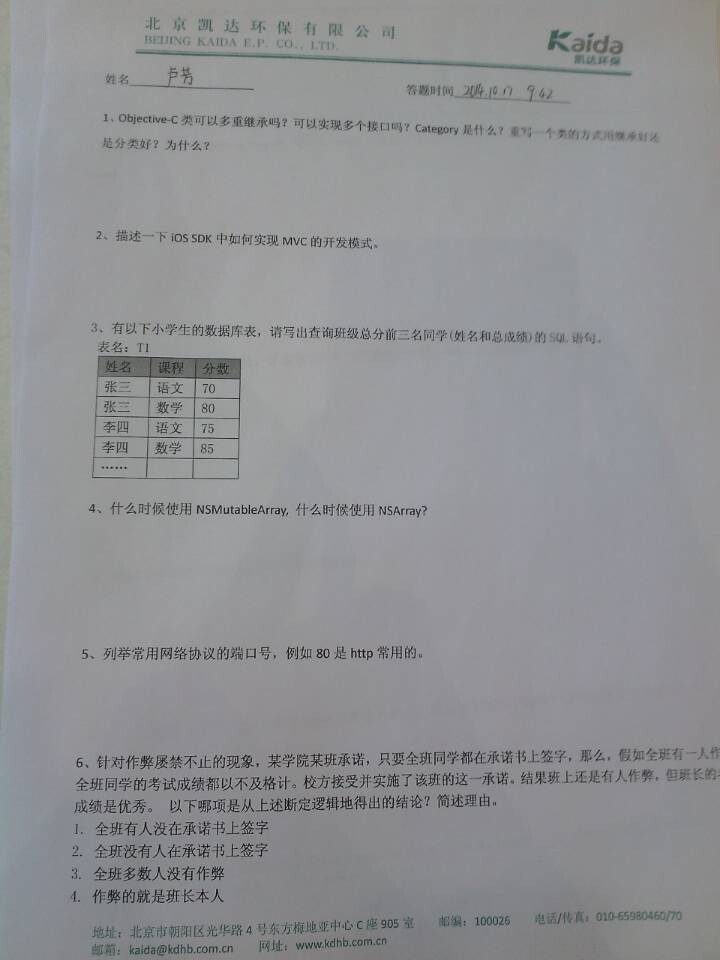 北京凯达环保有限公司
BEIJING KAIDA E.P. CO., LTD.
Kaida
凯达环保
姓名 卢芳 答题时间 2014.10.17 9:42
1、Objective-C 类可以多重继承吗？可以实现多个接口吗？Category 是什么？重写一个类的方式用继承好还
是分类好？为什么？
2、描述一下 iOS SDK 中如何实现 MVC 的开发模式。
3、有以下小学生的数据库表，请写出查询班级总分前三名同学(姓名和总成绩)的 SQL 语句。
表名：T1
姓名 课程 分数
张三 语文 70
张三 数学 80
李四 语文 75
李四 数学 85
……
4、什么时候使用 NSMutableArray, 什么时候使用 NSArray?
5、列举常用网络协议的端口号，例如 80 是 http 常用的。
6、针对作弊屡禁不止的现象，某学院某班承诺，只要全班同学都在承诺书上签字，那么，假如全班有一人作
全班同学的考试成绩都以不及格计。校方接受并实施了该班的这一承诺。结果班上还是有人作弊，但班长的
成绩是优秀。 以下哪项是从上述断定逻辑地得出的结论？简述理由。
1. 全班有人没在承诺书上签字
2. 全班没有人在承诺书上签字
3. 全班多数人没有作弊
4. 作弊的就是班长本人
地址：北京市朝阳区光华路 4 号东方梅地亚中心 C 座 905 室 邮编：100026 电话/传真：010-65980460/70
邮箱：kaida@kdhb.com.cn 网址：www.kdhb.com.cn